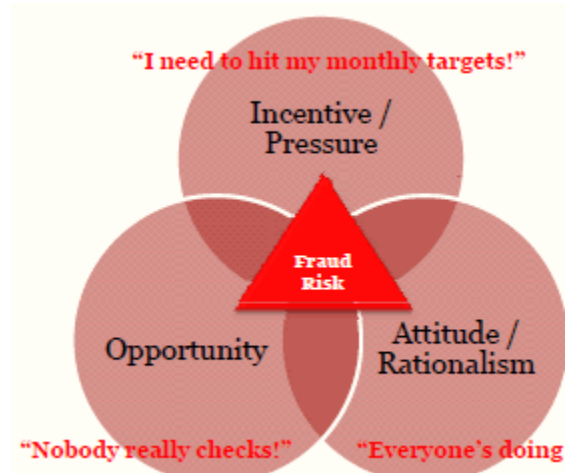 “I need to hit my monthly targets!”
Incentive /
Pressure
Fraud
Risk
Opportunity
Attitude /
Rationalism
“Nobody really checks!”
“Everyone’s doing